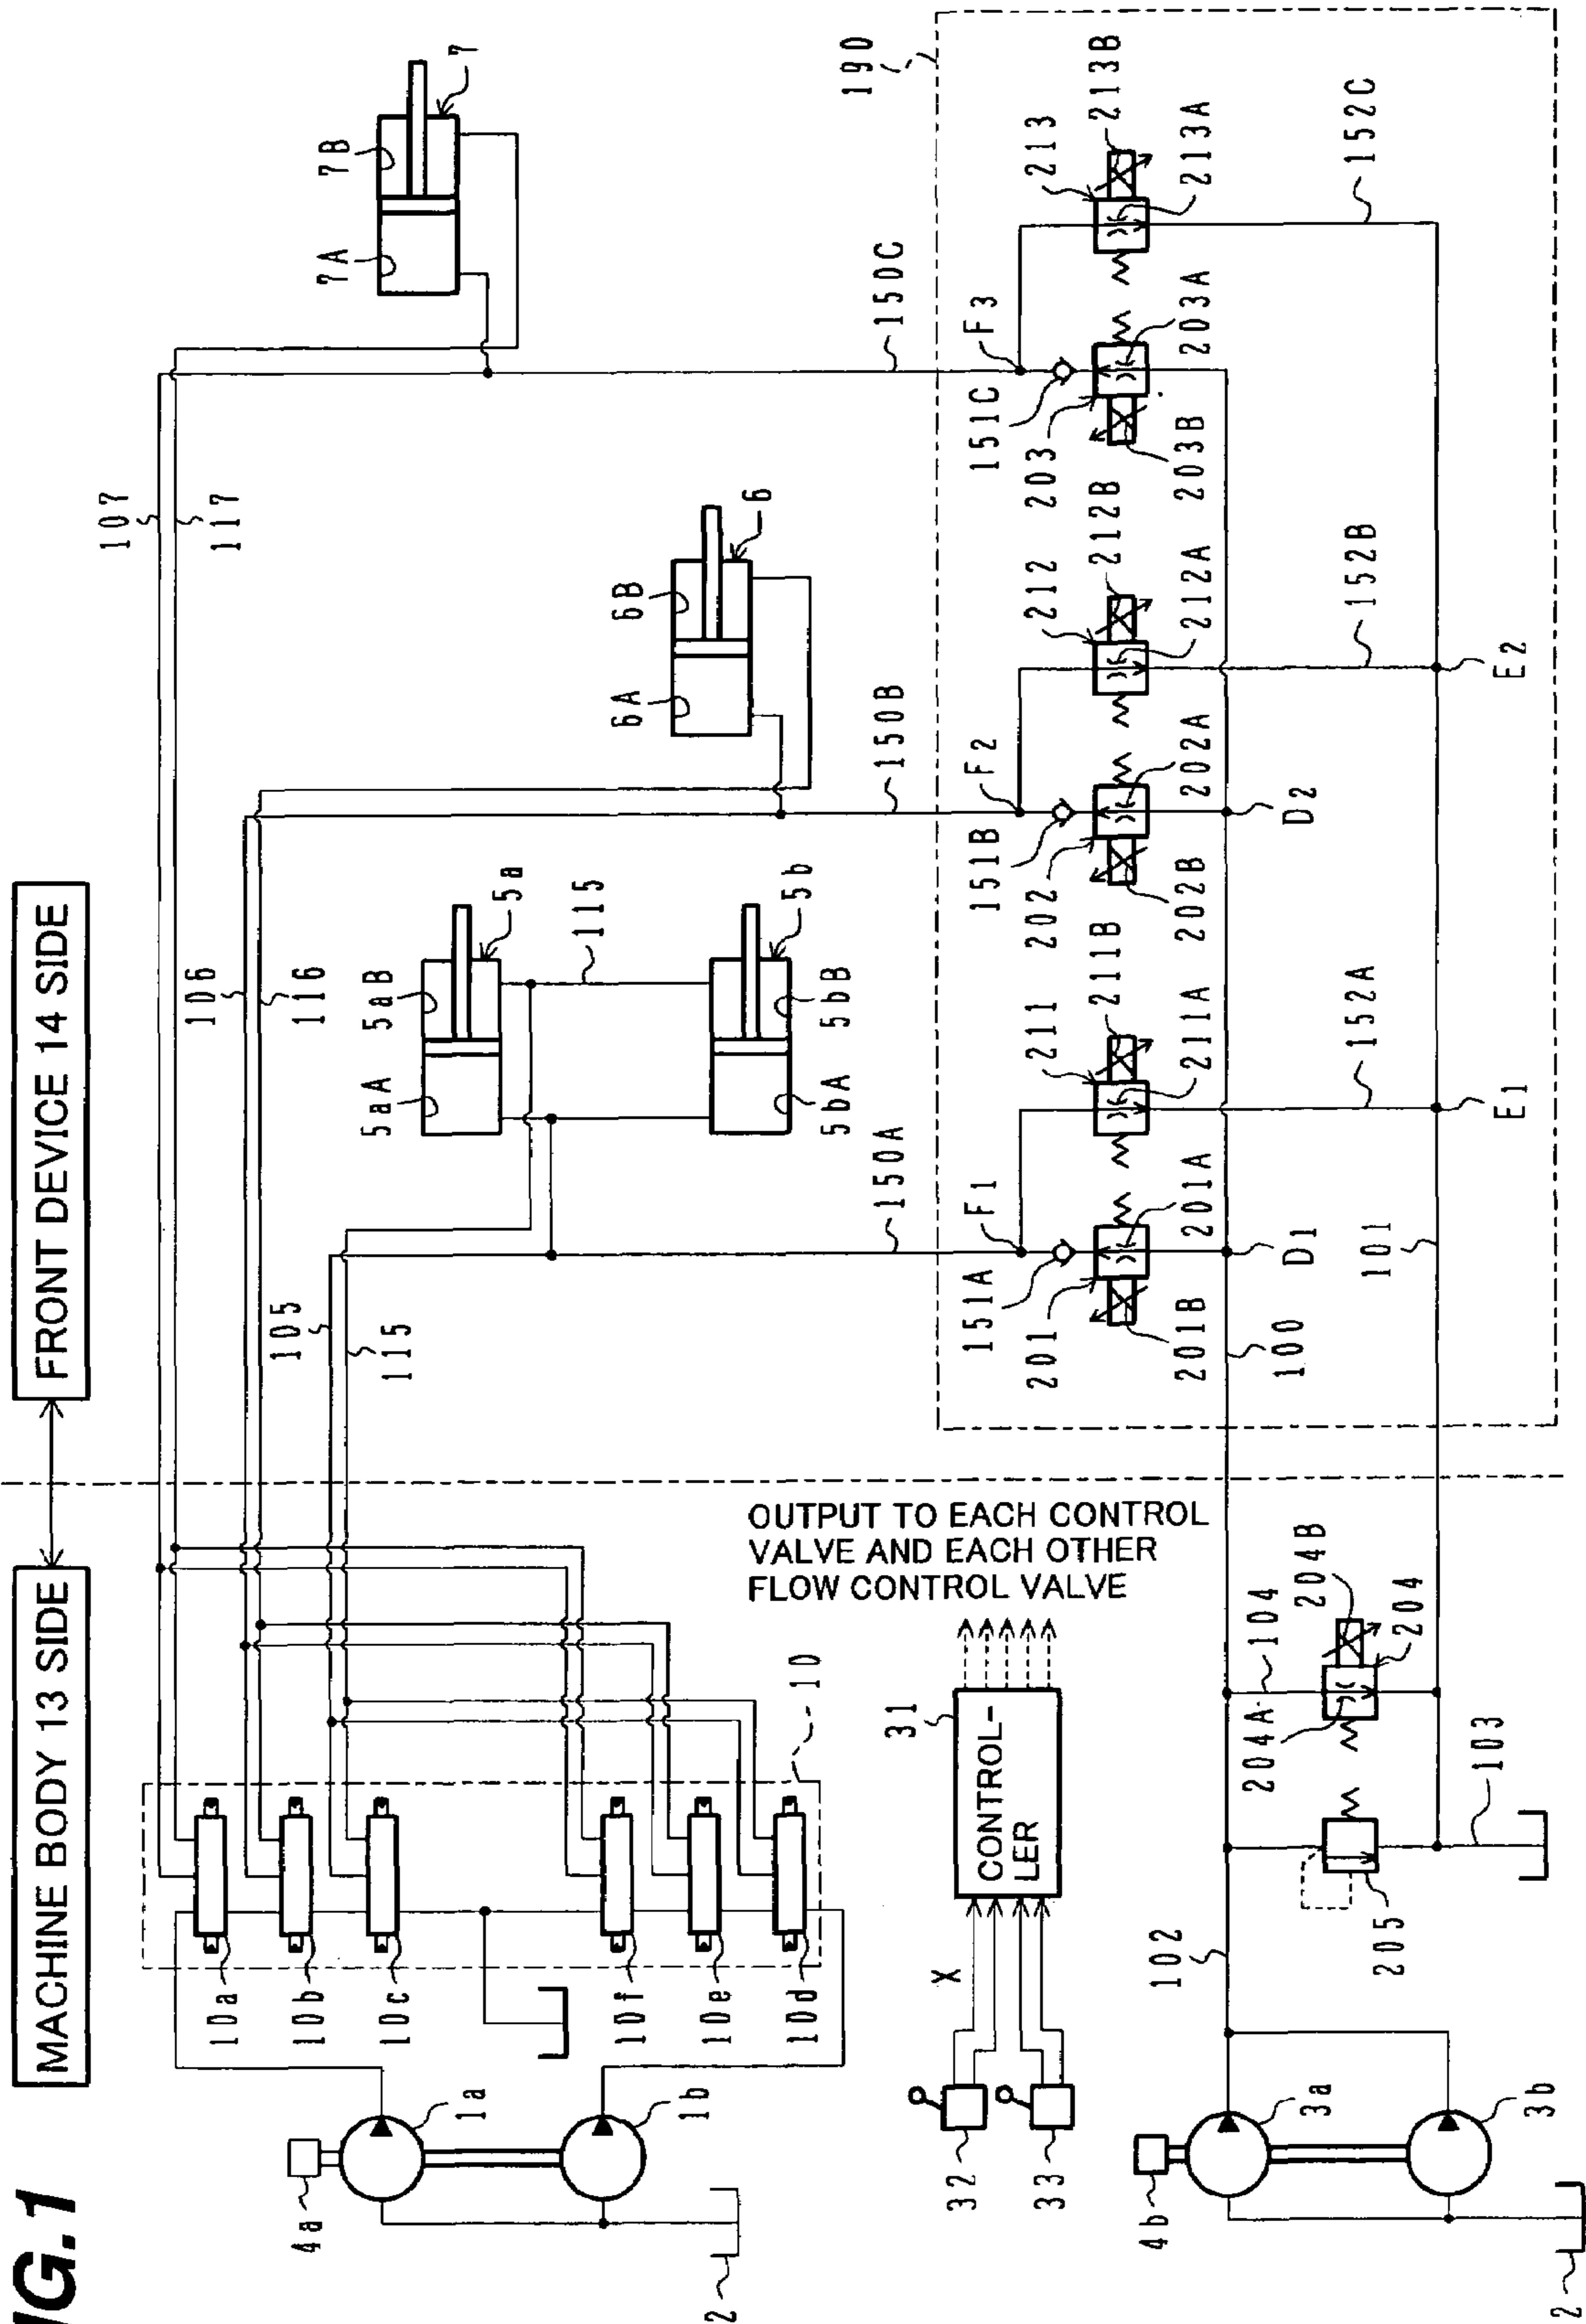 FIG.1
MACHINE BODY 13 SIDE
FRONT DEVICE 14 SIDE
107
117
106
116
105
115
7B
7A
7
6B
6A
6
5aB
5aA
5a
115
5bB
5bA
5b
10a
10b
10c
10f
10e
10d
10
4a
1a
1b
2
150A
150B
150C
190
F1
F2
F3
151A
151B
151C
201
201A
201B
211
211A
211B
202
202A
202B
212
212A
212B
203
203A
203B
213
213A
213B
152A
152B
152C
D1
D2
E1
E2
100
101
OUTPUT TO EACH CONTROL
VALVE AND EACH OTHER
FLOW CONTROL VALVE
31
CONTROL-
LER
X
32
33
102
104
204B
204
204A
205
103
4b
3a
3b
2